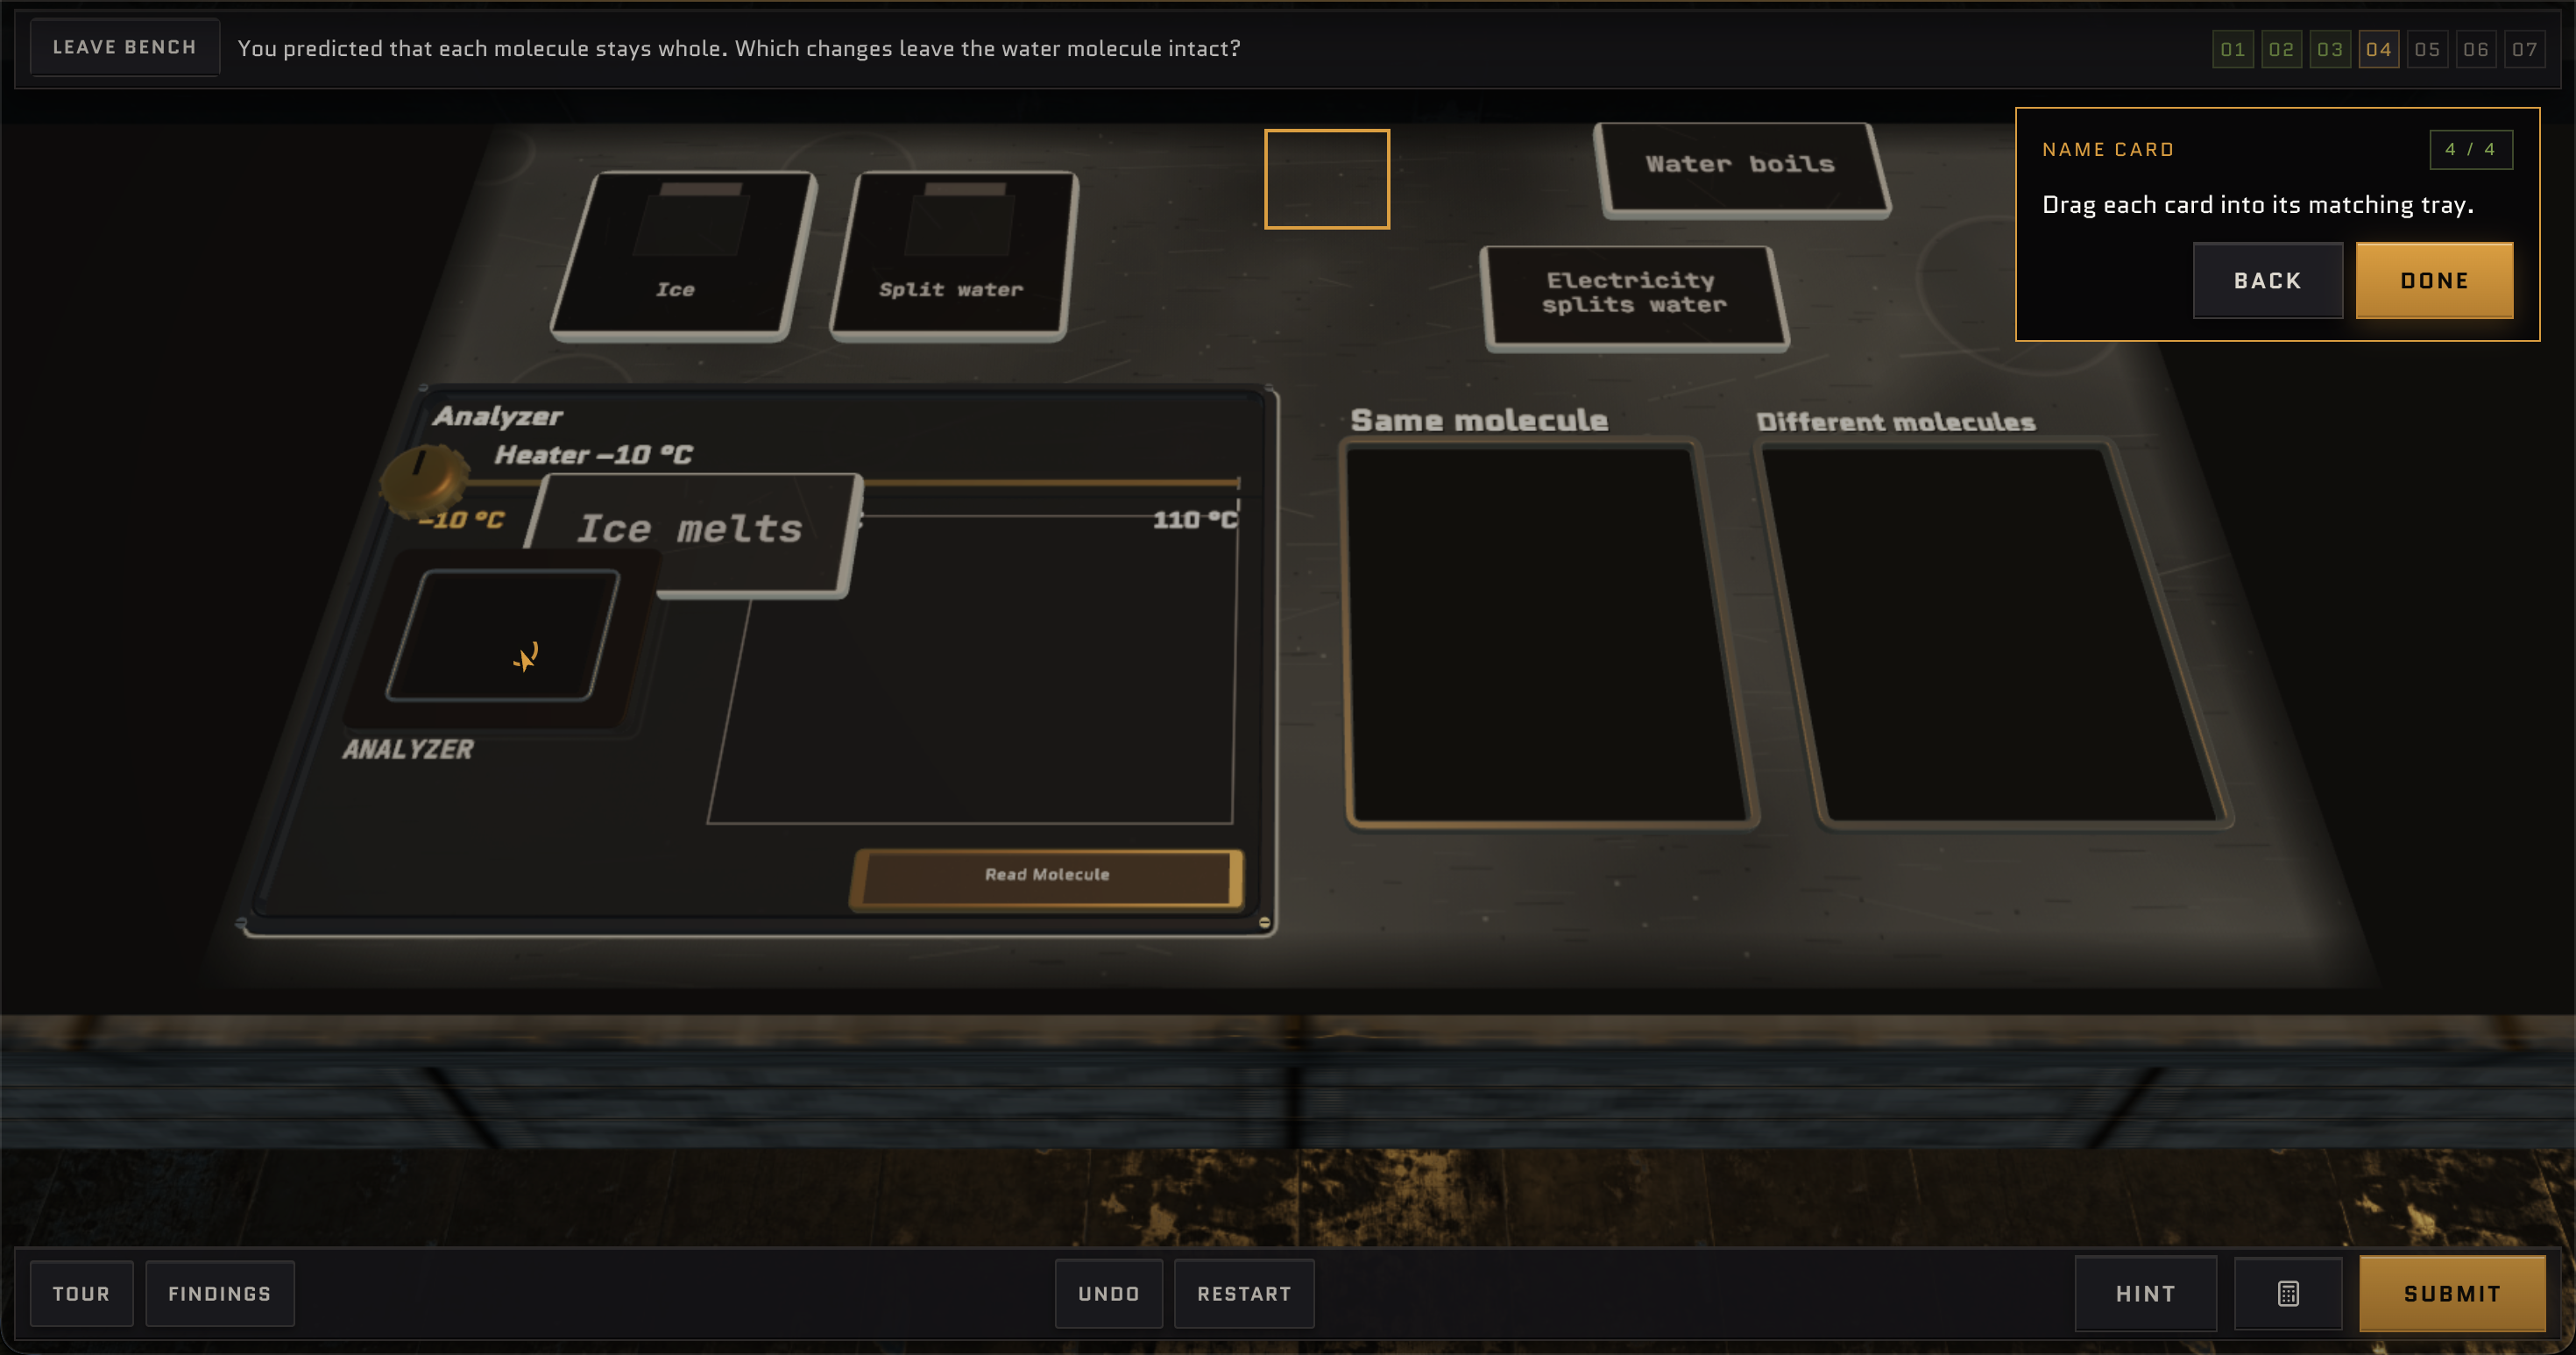 LEAVE BENCH
You predicted that each molecule stays whole. Which changes leave the water molecule intact?
01 02 03 04 05 06 07
NAME CARD
4 / 4
Drag each card into its matching tray.
BACK
DONE
Ice
Split water
Water boils
Electricity
splits water
Analyzer
Heater –10 °C
–10 °C
110 °C
Ice melts
ANALYZER
Read Molecule
Same molecule
Different molecules
TOUR
FINDINGS
UNDO
RESTART
HINT
SUBMIT